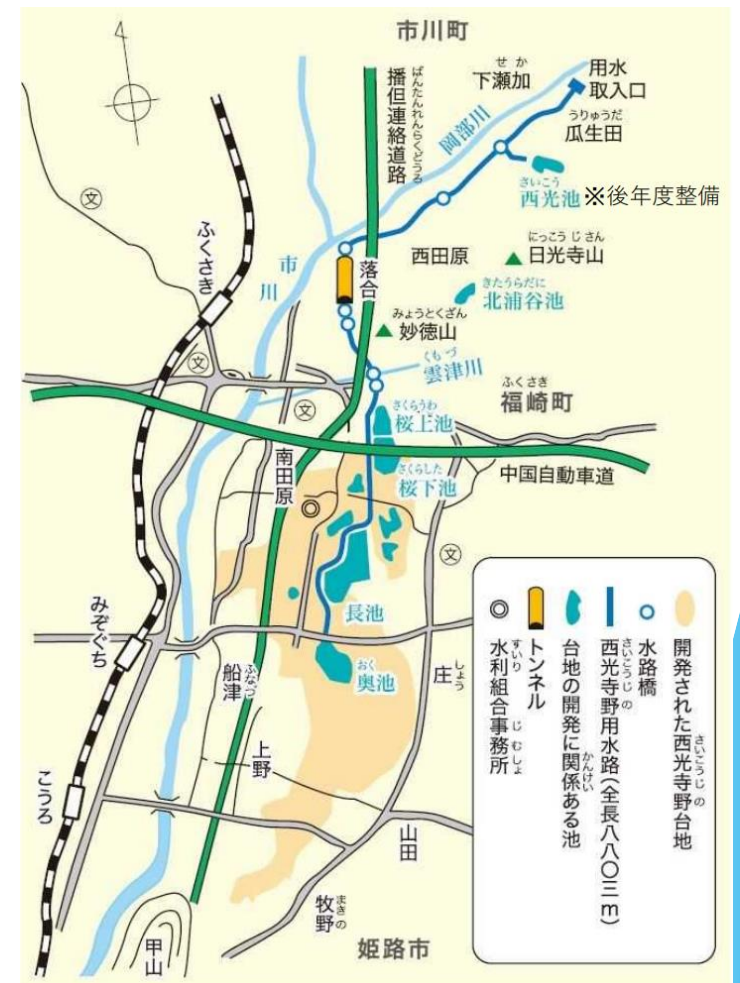 4
市川町
せか
下瀬加
用水
取入口
うりゅうだ
瓜生田
ばんたんれんらくどうろ
播但連絡道路
岡部川
さいこう
西光池
※後年度整備
文
ふくさき
市川
落合
西田原
にっこうじさん
日光寺山
きたうらだに
北浦谷池
みょうとくざん
妙徳山
くもづ
雲津川
文
文
ふくさき
福崎町
さくらうわ
桜上池
中国自動車道
さくらした
桜下池
南田原
文
みぞぐち
長池
おく
奥池
ふなづ
船津
しょう
庄
上野
こうろ
山田
まきの
牧野
甲山
姫路市
さいこうじの
開発された西光寺野台地
水路橋
さいこうじの
西光寺野用水路(全長八八〇三m)
かんけい
台地の開発に関係ある池
トンネル
すいり じむしょ
水利組合事務所